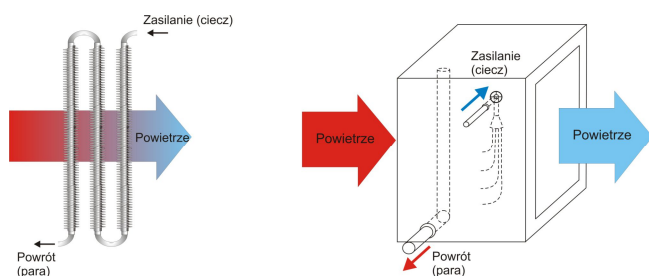 Zasilanie (ciecz)
Powietrze
Powrót
(para)
Zasilanie
(ciecz)
Powietrze
Powietrze
Powrót
(para)